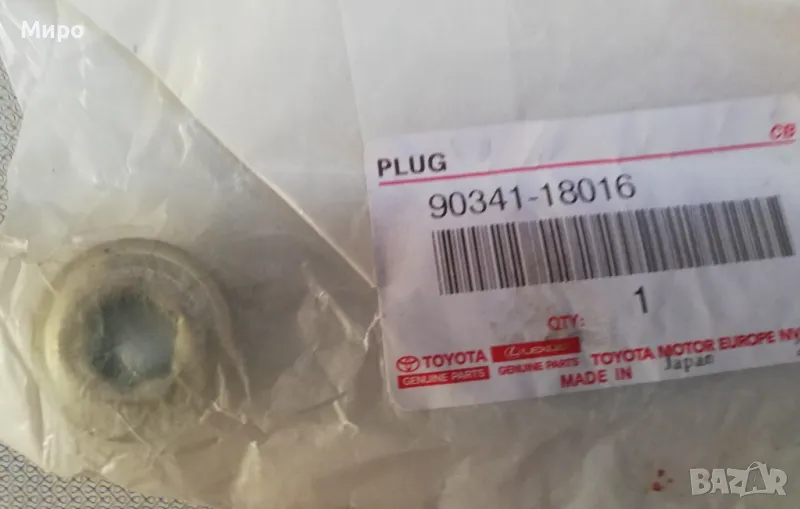 Миро
CB
PLUG
90341-18016
QTY: 1
TOYOTA
GENUINE PARTS
LEXUS
GENUINE PARTS
TOYOTA MOTOR EUROPE NV
MADE IN Japan
BAZAR